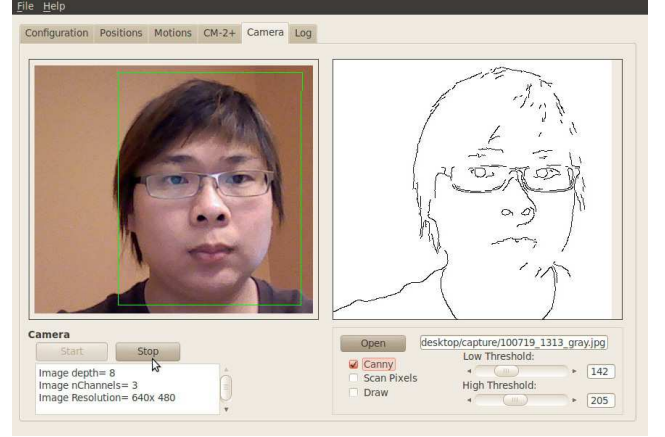 File Help
Configuration Positions Motions CM-2+ Camera Log
Camera
Start Stop
Image depth= 8
Image nChannels= 3
Image Resolution= 640x 480
Open desktop/capture/100719_1313_gray.jpg
Canny
Scan Pixels
Draw
Low Threshold:
142
High Threshold:
205